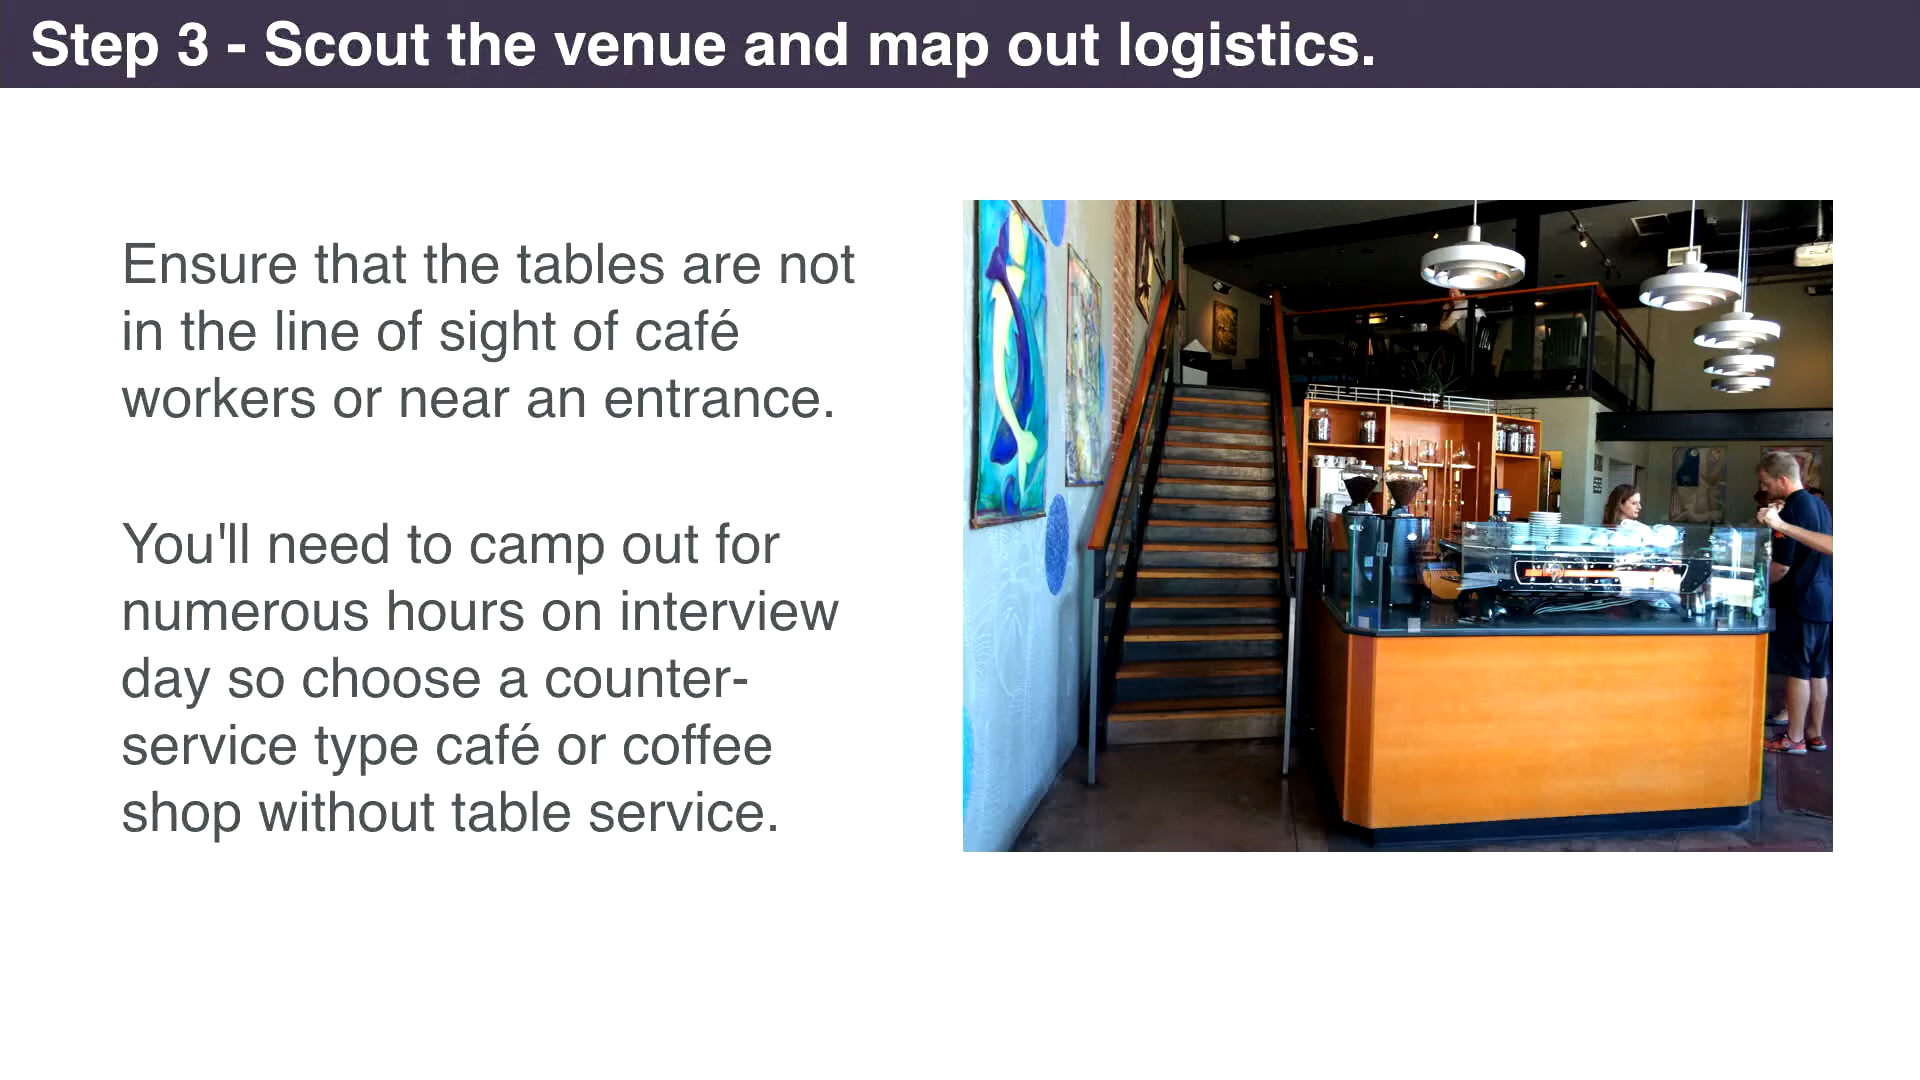 Step 3 - Scout the venue and map out logistics.
Ensure that the tables are not
in the line of sight of café
workers or near an entrance.
You'll need to camp out for
numerous hours on interview
day so choose a counter-
service type café or coffee
shop without table service.